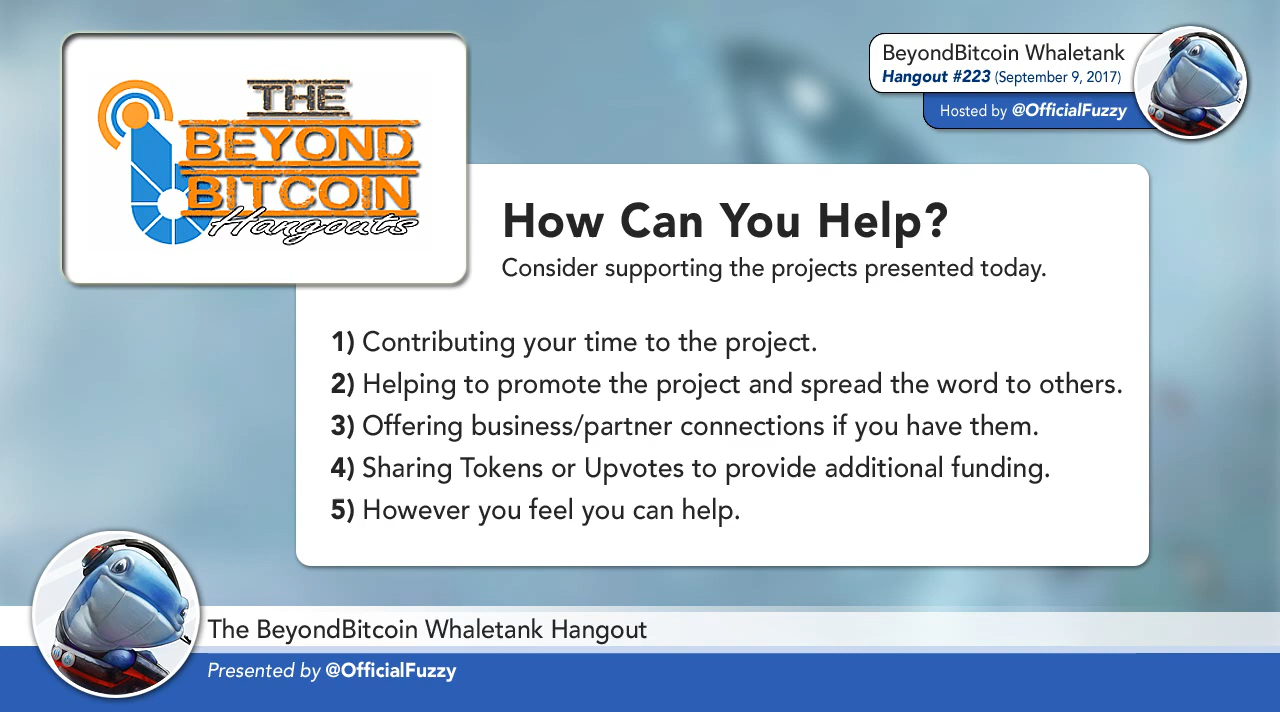 THE
BEYOND
BITCOIN
Hangouts
BeyondBitcoin Whaletank
Hangout #223 (September 9, 2017)
Hosted by @OfficialFuzzy
How Can You Help?
Consider supporting the projects presented today.
1) Contributing your time to the project.
2) Helping to promote the project and spread the word to others.
3) Offering business/partner connections if you have them.
4) Sharing Tokens or Upvotes to provide additional funding.
5) However you feel you can help.
The BeyondBitcoin Whaletank Hangout
Presented by @OfficialFuzzy